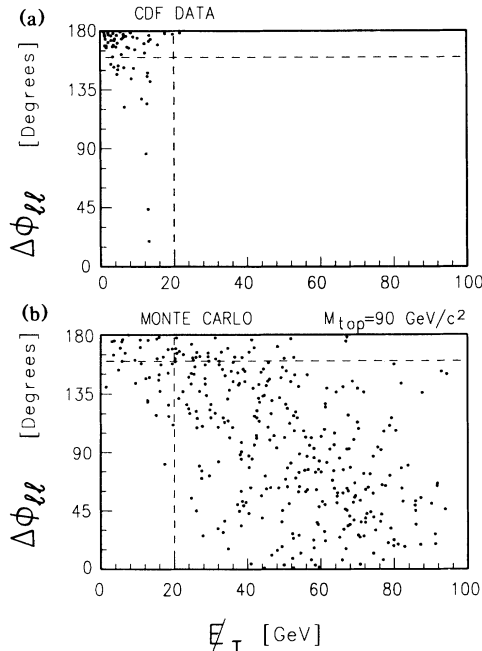 (a)
CDF DATA
180
135
90
45
0
[Degrees]
Δϕℓℓ
0 20 40 60 80 100
(b)
MONTE CARLO M_top=90 GeV/c²
180
135
90
45
0
[Degrees]
Δϕℓℓ
0 20 40 60 80 100
E̸_T [GeV]